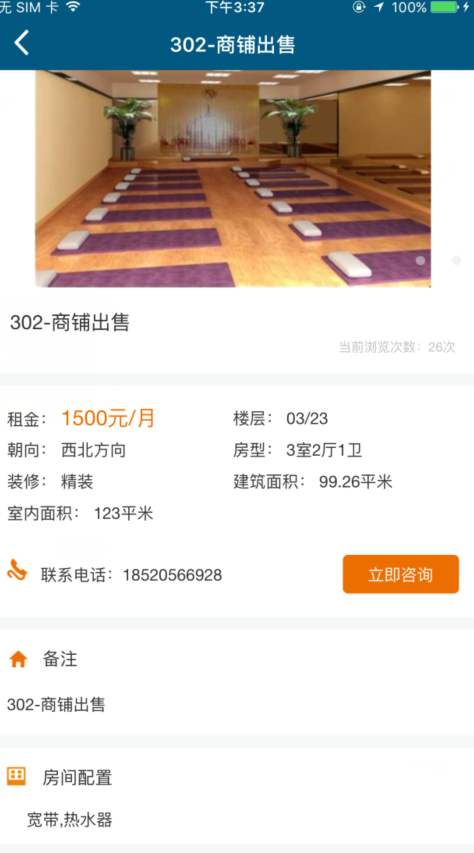 无 SIM 卡 下午3:37 100%
302-商铺出售
302-商铺出售
当前浏览次数：26次
租金： 1500元/月 楼层： 03/23
朝向： 西北方向 房型： 3室2厅1卫
装修： 精装 建筑面积： 99.26平米
室内面积： 123平米
联系电话：18520566928 立即咨询
备注
302-商铺出售
房间配置
宽带,热水器